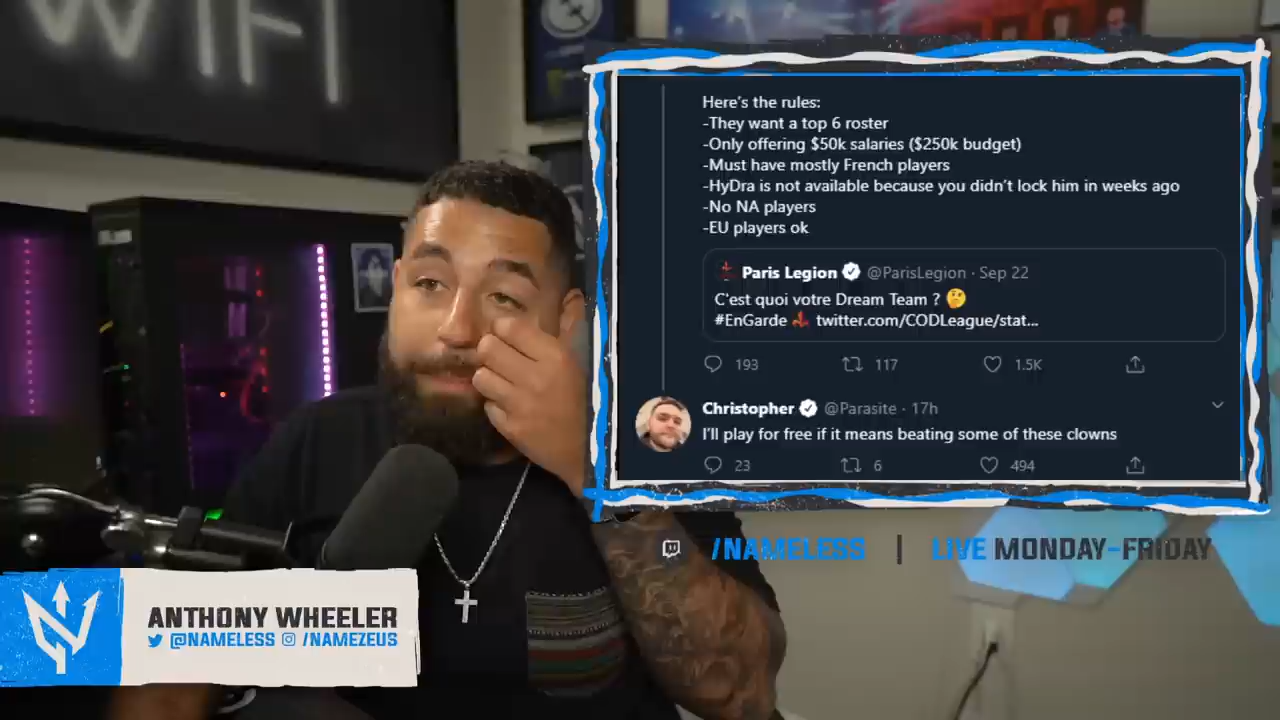 WIFI
Here's the rules:
-They want a top 6 roster
-Only offering $50k salaries ($250k budget)
-Must have mostly French players
-HyDra is not available because you didn't lock him in weeks ago
-No NA players
-EU players ok
Paris Legion @ParisLegion · Sep 22
C'est quoi votre Dream Team ? 🤔
#EnGarde twitter.com/CODLeague/stat...
193 117 1.5K
Christopher @Parasite · 17h
I'll play for free if it means beating some of these clowns
23 6 494
/NAMELESS | LIVE MONDAY-FRIDAY
ANTHONY WHEELER
@NAMELESS /NAMEZEUS